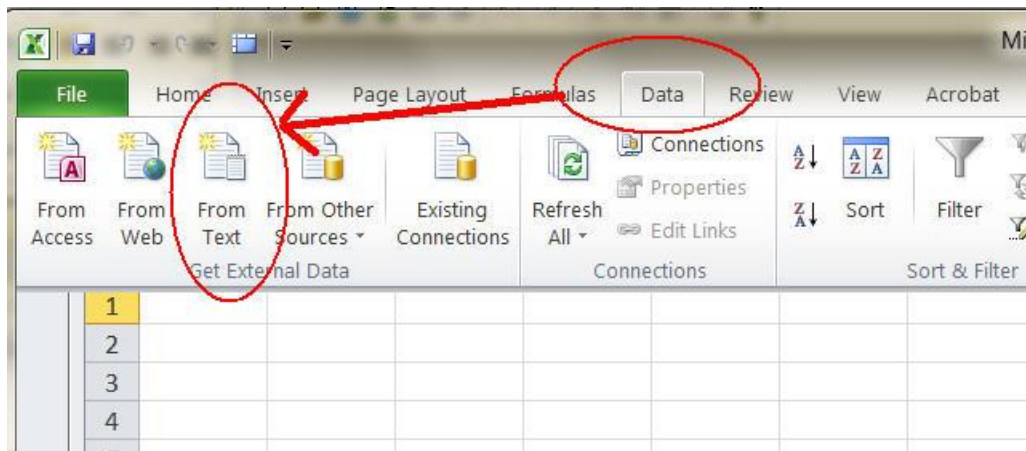 Mi
File Home Insert Page Layout Formulas Data Review View Acrobat
From Access
From Web
From Text
From Other Sources
Existing Connections
Get External Data
Refresh All
Connections
Properties
Edit Links
Connections
A Z
Z A
A Z
Z A
Sort
Filter
Sort & Filter
1
2
3
4